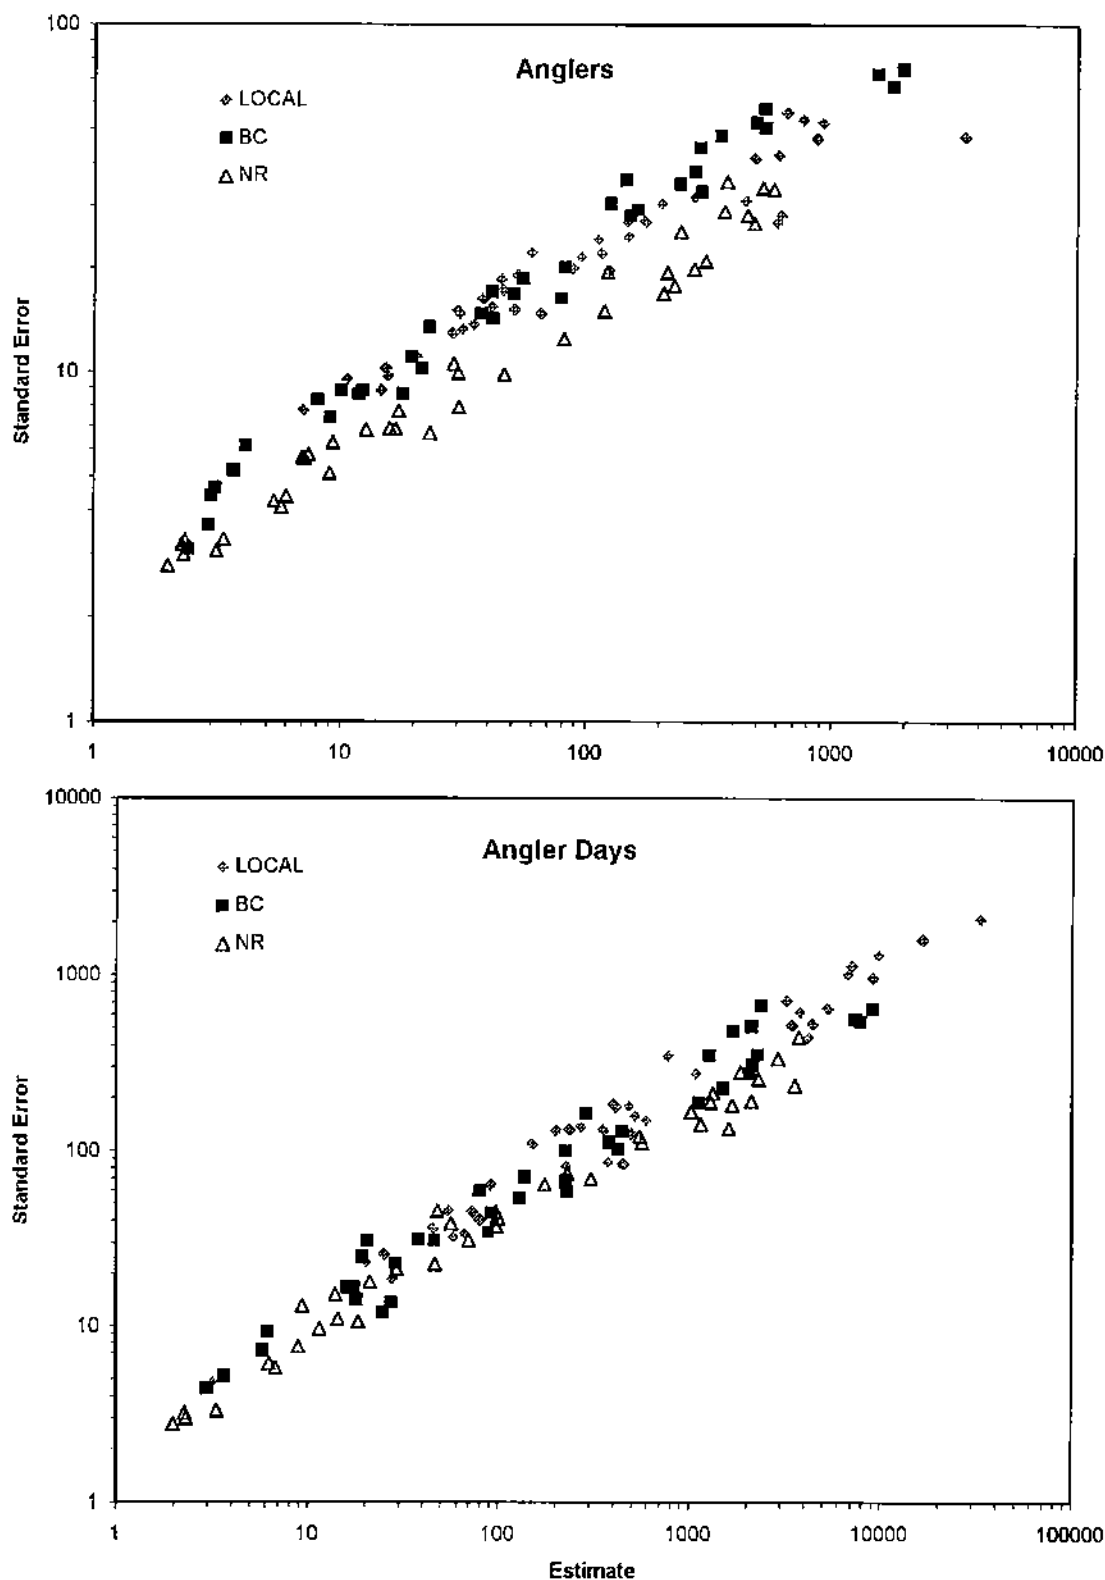 100
Anglers
LOCAL
BC
NR
10
Standard Error
1
1 10 100 1000 10000
10000
Angler Days
LOCAL
BC
NR
1000
Standard Error
100
10
1
1 10 100 1000 10000 100000
Estimate